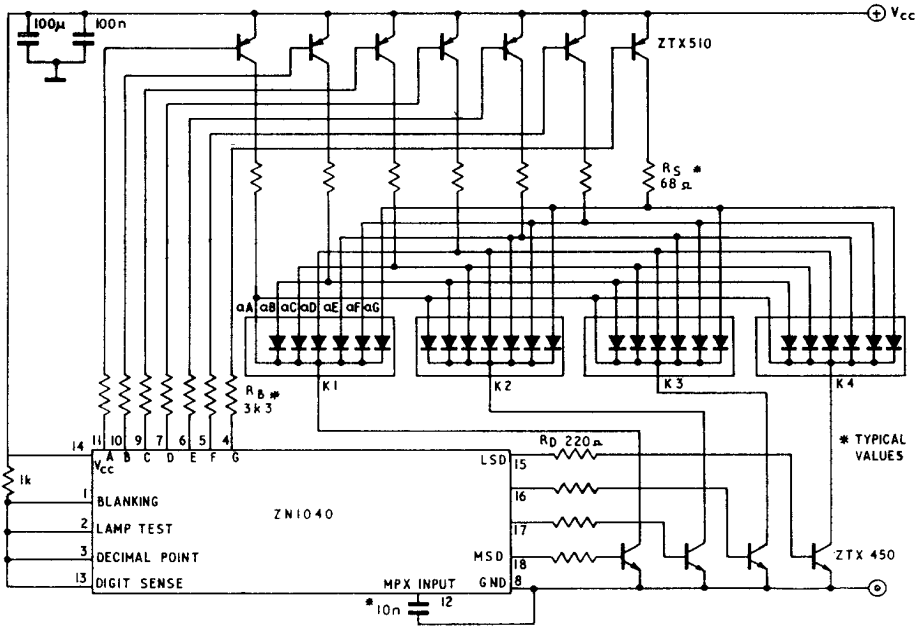 100µ
100n
+ Vcc
ZTX510
RS *
68 Ω
aA aB aC aD aE aF aG
K1
K2
K3
K4
RB *
3k3
11 10 9 7 6 5 4
A B C D E F G
14
Vcc
1k
1 BLANKING
2 LAMP TEST
3 DECIMAL POINT
13 DIGIT SENSE
ZN1040
RD 220Ω
LSD 15
16
17
MSD 18
GND 8
MPX INPUT
12
* 10n
* TYPICAL
VALUES
ZTX 450